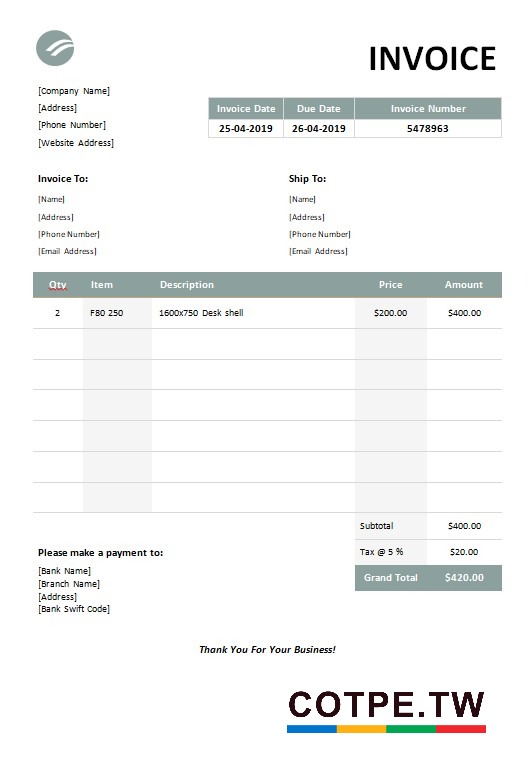 INVOICE
[Company Name]
[Address]
[Phone Number]
[Website Address]
Invoice Date Due Date Invoice Number
25-04-2019 26-04-2019 5478963
Invoice To: Ship To:
[Name] [Name]
[Address] [Address]
[Phone Number] [Phone Number]
[Email Address] [Email Address]
Qty Item Description Price Amount
2 F80 250 1600x750 Desk shell $200.00 $400.00
Subtotal $400.00
Tax @ 5 % $20.00
Grand Total $420.00
Please make a payment to:
[Bank Name]
[Branch Name]
[Address]
[Bank Swift Code]
Thank You For Your Business!
COTPE.TW